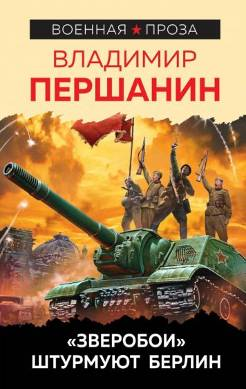 ВОЕННАЯ ★ ПРОЗА
ВЛАДИМИР
ПЕРШАНИН
«ЗВЕРОБОИ»
ШТУРМУЮТ БЕРЛИН